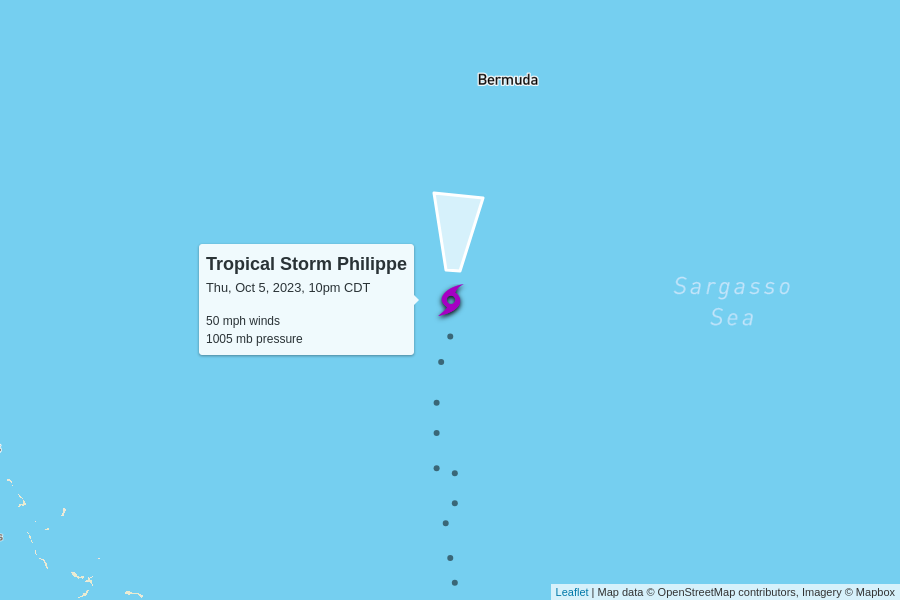 Bermuda
Tropical Storm Philippe
Thu, Oct 5, 2023, 10pm CDT
50 mph winds
1005 mb pressure
Sargasso
Sea
Leaflet | Map data © OpenStreetMap contributors, Imagery © Mapbox